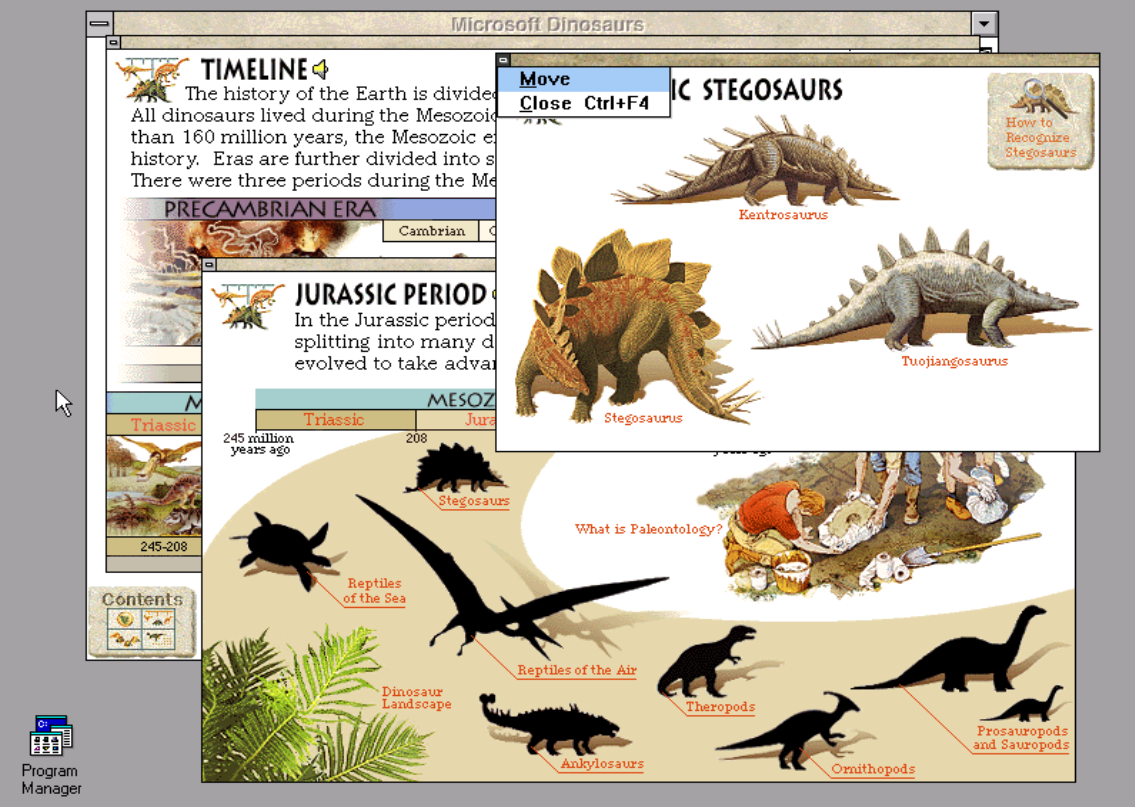 Microsoft Dinosaurs
TIMELINE
The history of the Earth is divided
All dinosaurs lived during the Mesozoic
than 160 million years, the Mesozoic
history. Eras are further divided into
There were three periods during the
PRECAMBRIAN ERA
Cambrian
Triassic
245-208
Contents
Move
Close Ctrl+F4
IC STEGOSAURS
How to
Recognize
Stegosaurs
Kentrosaurus
Tuojiangosaurus
Stegosaurus
JURASSIC PERIOD
In the Jurassic period
splitting into many d
evolved to take advan
MESOZ
Triassic
Jura
245 million
years ago
208
Stegosaurs
What is Paleontology?
Reptiles
of the Sea
Reptiles of the Air
Dinosaur
Landscape
Theropods
Prosauropods
and Sauropods
Ankylosaurs
Ornithopods
Program
Manager